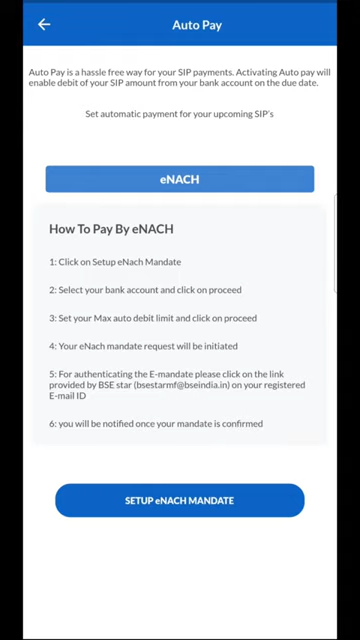 Auto Pay
Auto Pay is a hassle free way for your SIP payments. Activating Auto pay will
enable debit of your SIP amount from your bank account on the due date.
Set automatic payment for your upcoming SIP's
eNACH
How To Pay By eNACH
1: Click on Setup eNach Mandate
2: Select your bank account and click on proceed
3: Set your Max auto debit limit and click on proceed
4: Your eNach mandate request will be initiated
5: For authenticating the E-mandate please click on the link
provided by BSE star (bsestarmf@bseindia.in) on your registered
E-mail ID
6: you will be notified once your mandate is confirmed
SETUP eNACH MANDATE